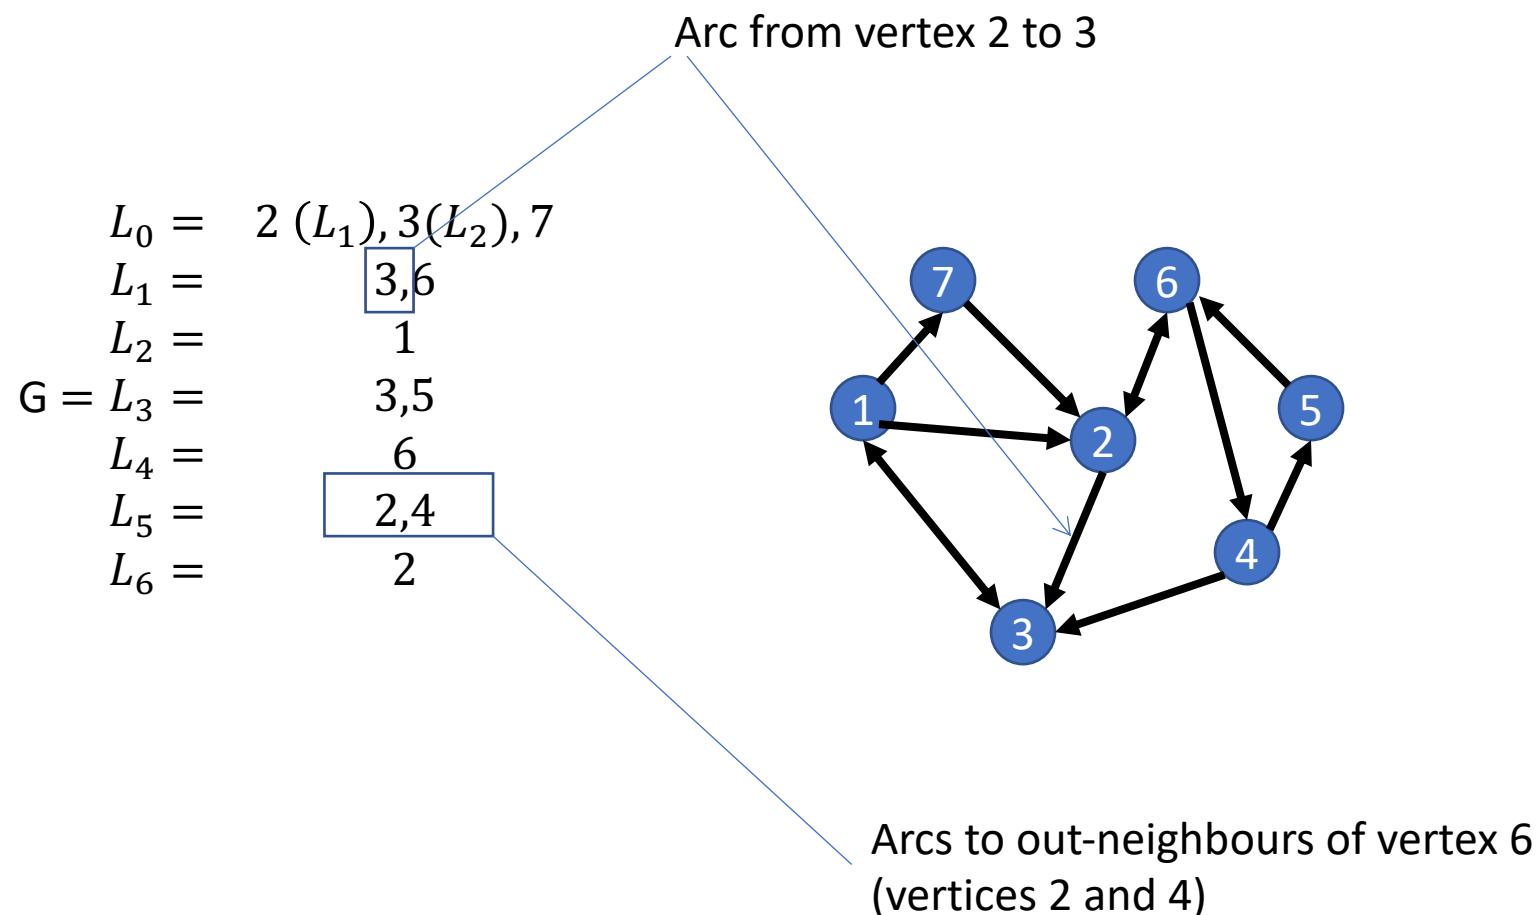 Arc from vertex 2 to 3
L₀ = 2 (L₁), 3(L₂), 7
L₁ = 3,6
L₂ = 1
G = L₃ = 3,5
L₄ = 6
L₅ = 2,4
L₆ = 2
7
6
1
5
2
4
3
Arcs to out-neighbours of vertex 6
(vertices 2 and 4)